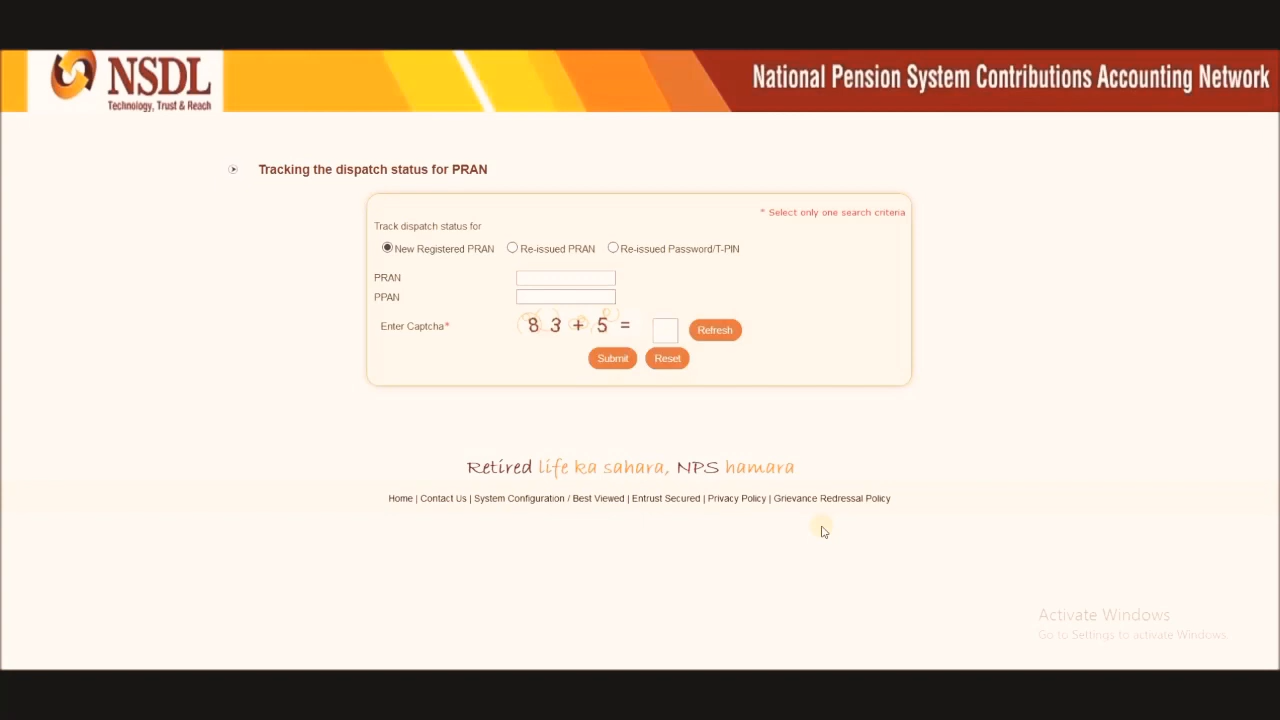 NSDL
Technology, Trust & Reach
National Pension System Contributions Accounting Network
Tracking the dispatch status for PRAN
* Select only one search criteria
Track dispatch status for
New Registered PRAN Re-issued PRAN Re-issued Password/T-PIN
PRAN
PPAN
Enter Captcha* 8 3 + 5 = Refresh
Submit Reset
Retired life ka sahara, NPS hamara
Home | Contact Us | System Configuration / Best Viewed | Entrust Secured | Privacy Policy | Grievance Redressal Policy
Activate Windows
Go to Settings to activate Windows.